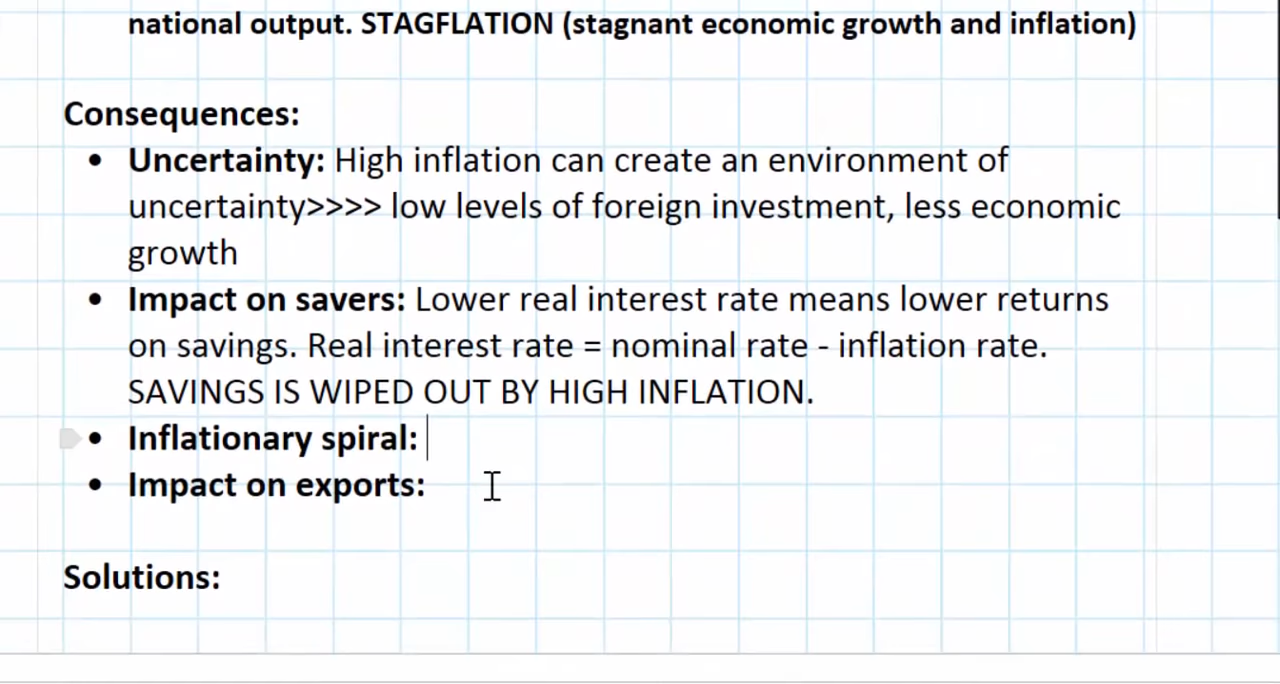 national output. STAGFLATION (stagnant economic growth and inflation)
Consequences:
• Uncertainty: High inflation can create an environment of
uncertainty>>>> low levels of foreign investment, less economic
growth
• Impact on savers: Lower real interest rate means lower returns
on savings. Real interest rate = nominal rate - inflation rate.
SAVINGS IS WIPED OUT BY HIGH INFLATION.
• Inflationary spiral:
• Impact on exports:
Solutions: